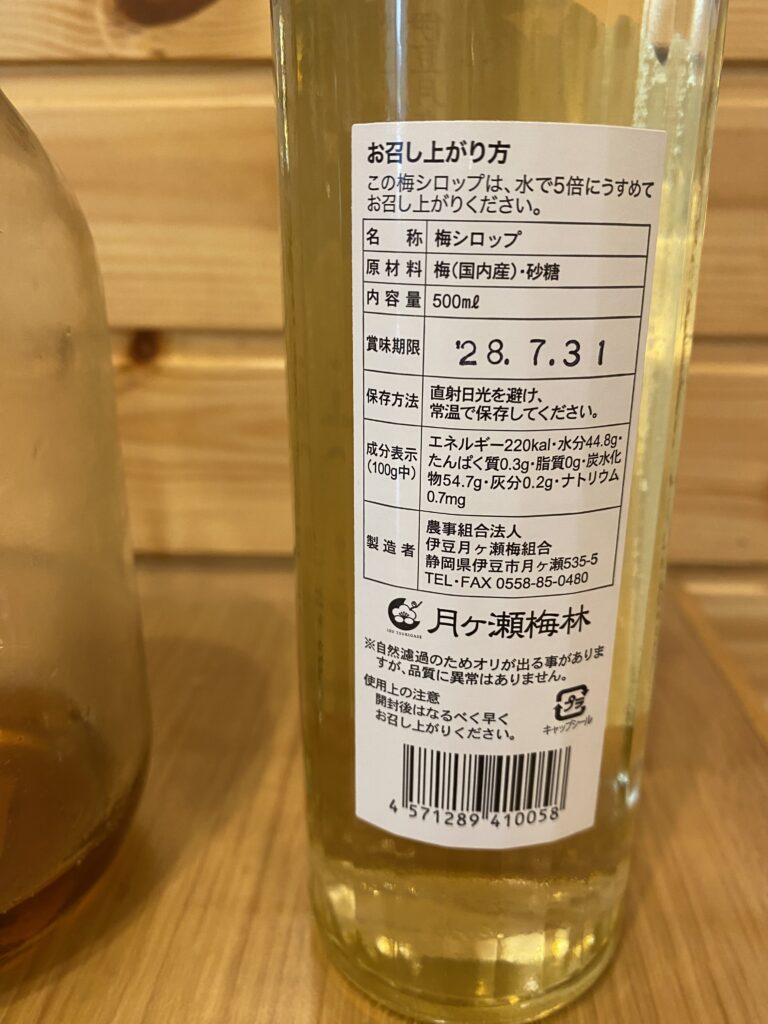 お召し上がり方
この梅シロップは、水で5倍にうすめて
お召し上がりください。
名 称 梅シロップ
原材料 梅(国内産)・砂糖
内容量 500mℓ
賞味期限 '28. 7.31
保存方法 直射日光を避け、
常温で保存してください。
成分表示
(100g中)
エネルギー220kal・水分44.8g・
たんぱく質0.3g・脂質0g・炭水化
物54.7g・灰分0.2g・ナトリウム
0.7mg
製造者
農事組合法人
伊豆月ヶ瀬梅組合
静岡県伊豆市月ヶ瀬535-5
TEL・FAX 0558-85-0480
IZU TSUKIGASE
月ヶ瀬梅林
※自然濾過のためオリが出る事がありま
すが、品質に異常はありません。
使用上の注意
開封後はなるべく早く
お召し上がりください。
プラ
キャップシール
4 571289 410058